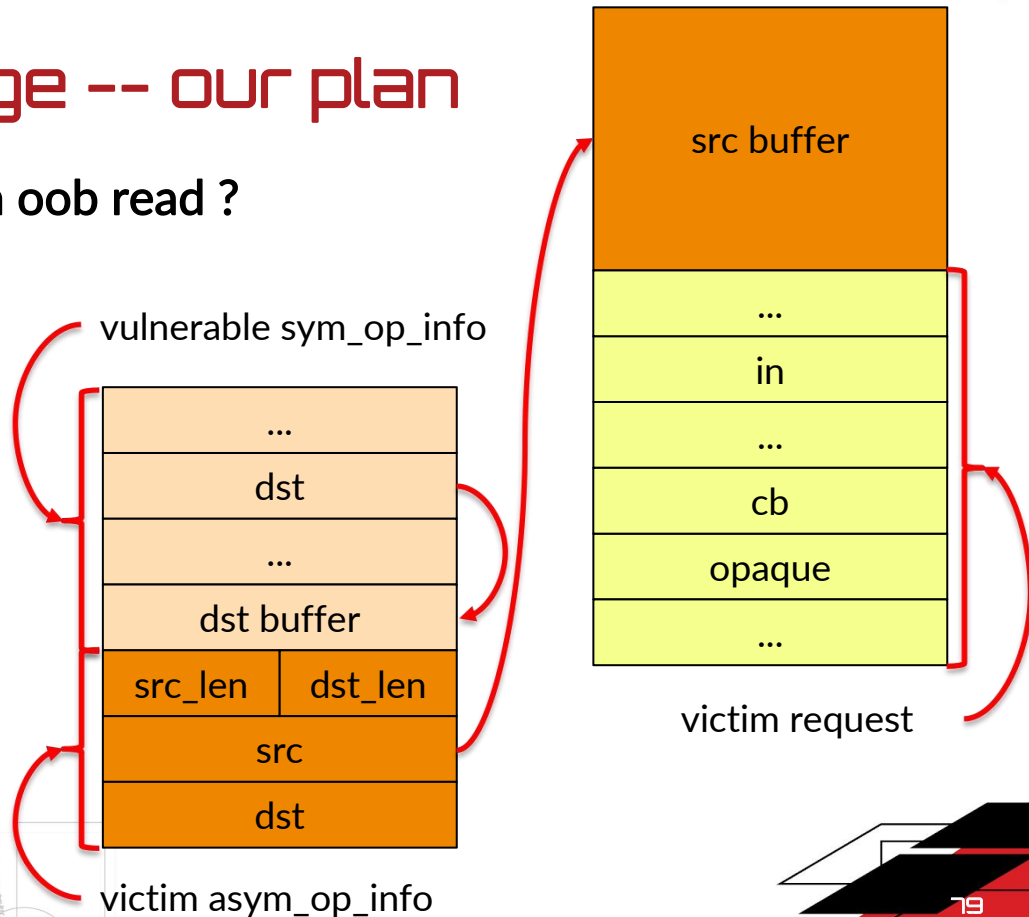 ge -- our plan
oob read ?
vulnerable sym_op_info
...
dst
...
dst buffer
src_len dst_len
src
dst
victim asym_op_info
src buffer
...
in
...
cb
opaque
...
victim request
79